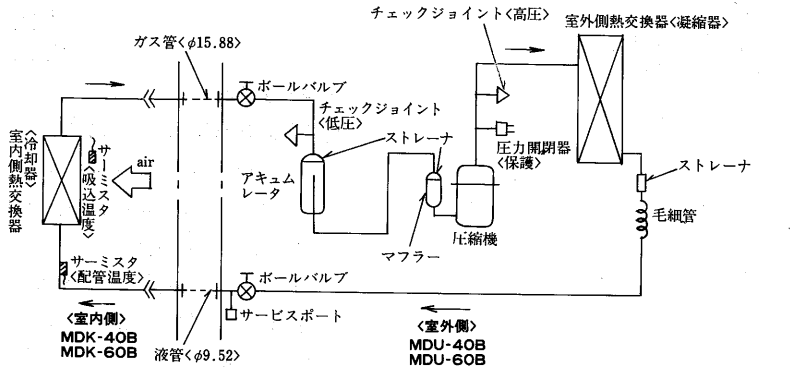 チェックジョイント〈高圧〉
室外側熱交換器〈凝縮器〉
ガス管〈φ15.88〉
ボールバルブ
チェックジョイント
〈低圧〉
ストレーナ
圧力開閉器
〈保護〉
ストレーナ
室内側熱交換器
〈冷却器〉
サーミスタ
〈吸込温度〉
air
アキュム
レータ
毛細管
圧縮機
マフラー
サーミスタ
〈配管温度〉
ボールバルブ
サービスポート
〈室内側〉
MDK-40B
MDK-60B
液管〈φ9.52〉
〈室外側〉
MDU-40B
MDU-60B